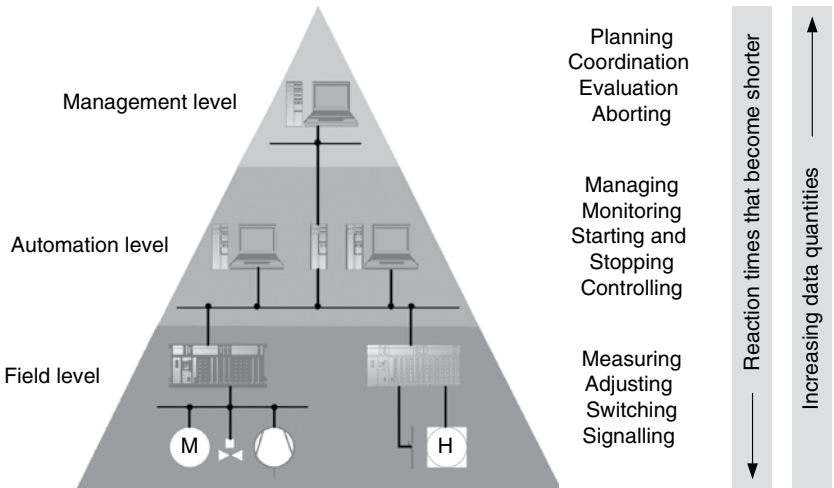 Management level
Planning
Coordination
Evaluation
Aborting
Automation level
Managing
Monitoring
Starting and
Stopping
Controlling
Field level
Measuring
Adjusting
Switching
Signalling
M
H
Reaction times that become shorter
Increasing data quantities